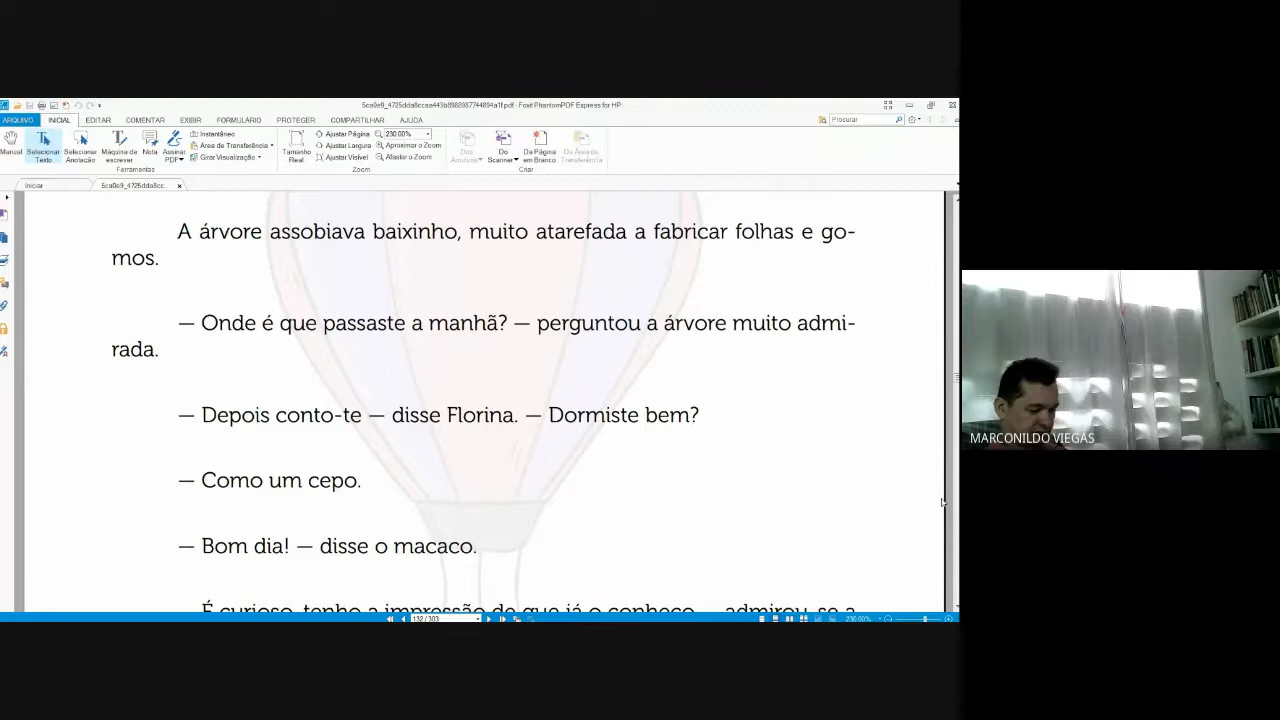 5ca0e9_4725dda8ccaa443b8988987744894a1f.pdf - Foxit PhantomPDF Express for HP
ARQUIVO INICIAL EDITAR COMENTAR EXIBIR FORMULÁRIO PROTEGER COMPARTILHAR AJUDA
Procurar
Manual
Selecionar Texto
Selecionar Anotação
Máquina de escrever
Nota
Assinar PDF
Instantâneo
Área de Transferência
Girar Visualização
Ferramentas
Tamanho Real
Ajustar Página
Ajustar Largura
Ajustar Visível
230.00%
Aproximar o Zoom
Afastar o Zoom
Zoom
Dos Arquivos
Do Scanner
Da Página em Branco
Da Área de Transferência
Criar
Iniciar
5ca0e9_4725dda8cc...
A árvore assobiava baixinho, muito atarefada a fabricar folhas e go-
mos.
— Onde é que passaste a manhã? — perguntou a árvore muito admi-
rada.
— Depois conto-te — disse Florina. — Dormiste bem?
— Como um cepo.
— Bom dia! — disse o macaco.
— É curioso, tenho a impressão de que já o conheço — admirou-se a
132 / 303
230.00%
MARCONILDO VIEGAS